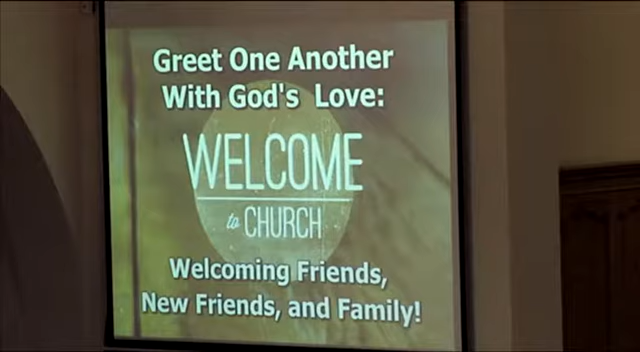 Greet One Another
With God's Love:
WELCOME
to CHURCH
Welcoming Friends,
New Friends, and Family!